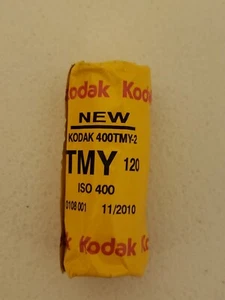 Kodak Kodak
NEW
KODAK 400TMY-2
TMY 120
ISO 400
0108 001 11/2010
Kodak